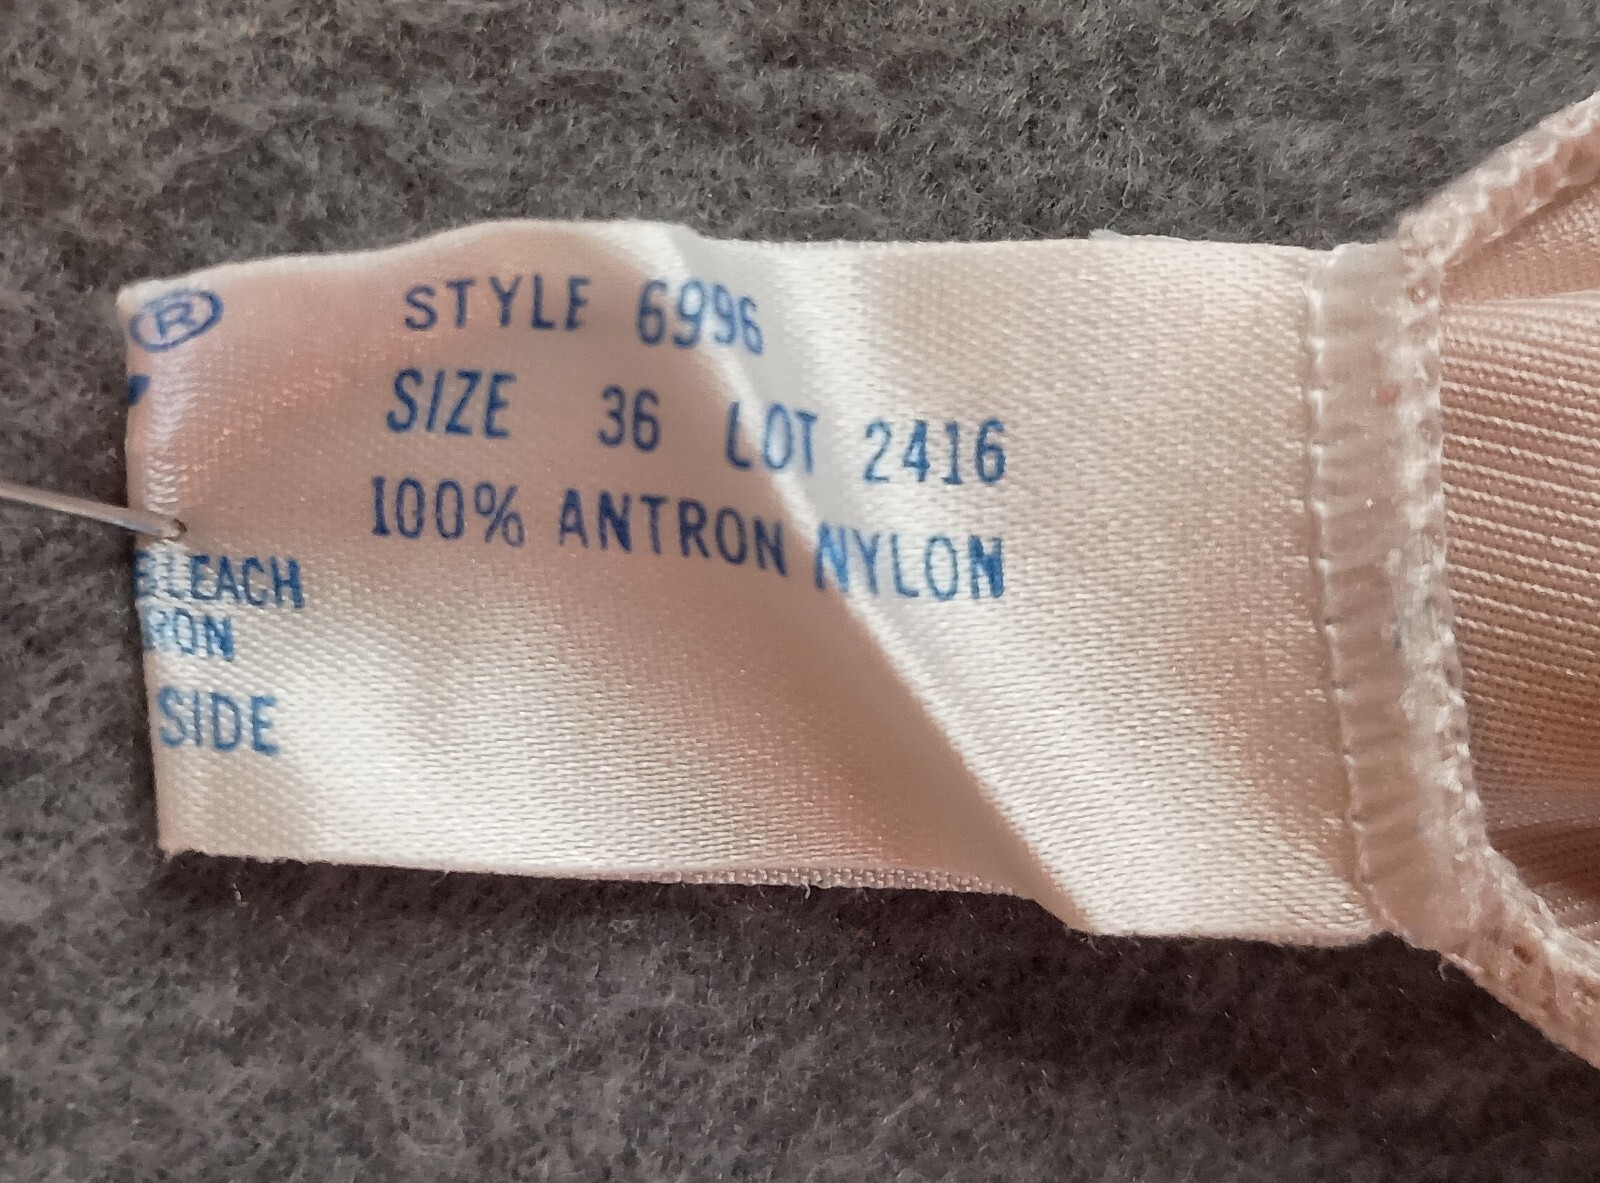 ®
STYLE 6996
SIZE 36 LOT 2416
100% ANTRON NYLON
BLEACH
RON
SIDE